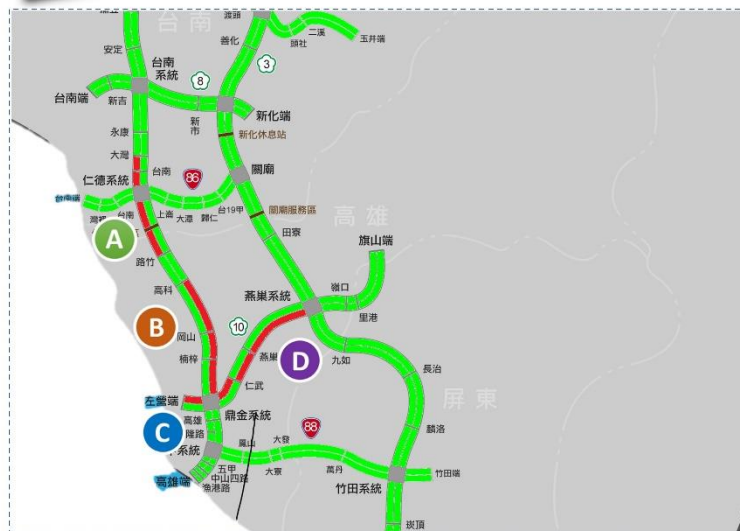 台南
渡頭
善化
頭社
二溪
玉井端
安定
3
台南
系統
8
台南端
新吉
新市
新化端
永康
新化休息站
大灣
仁德系統
台南
86
關廟
台南端
台南
上崙
大潭
歸仁
台19甲
關廟服務區
高雄
A
田寮
路竹
旗山端
高科
燕巢系統
嶺口
B
10
里港
岡山
燕巢
D
九如
楠梓
長治
仁武
屏東
左營端
鼎金系統
C
高雄
88
麟洛
隆路
系統
鳳山
大發
五甲
大寮
萬丹
竹田端
高雄端
中山四路
漁港路
竹田系統
崁頂